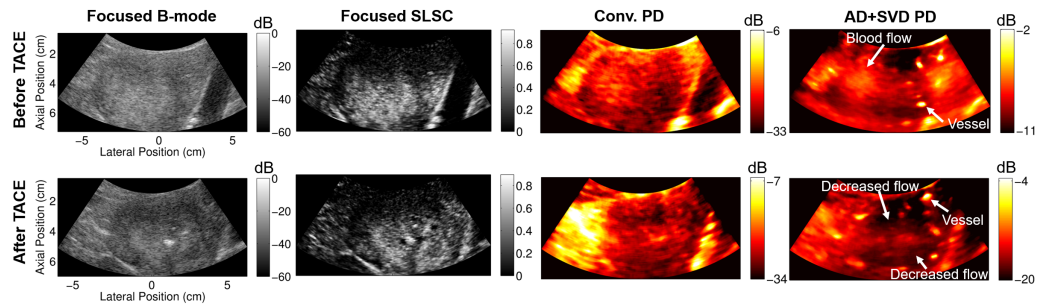 Focused B-mode
Focused SLSC
Conv. PD
AD+SVD PD
Before TACE
Axial Position (cm)
2
4
6
−5
0
5
Lateral Position (cm)
dB
0
−20
−40
−60
0.8
0.6
0.4
0.2
0
dB
−6
−33
dB
−2
−11
Blood flow
Vessel
After TACE
Axial Position (cm)
2
4
6
−5
0
5
Lateral Position (cm)
dB
0
−20
−40
−60
0.8
0.6
0.4
0.2
0
dB
−7
−34
dB
−4
−20
Decreased flow
Vessel
Decreased flow